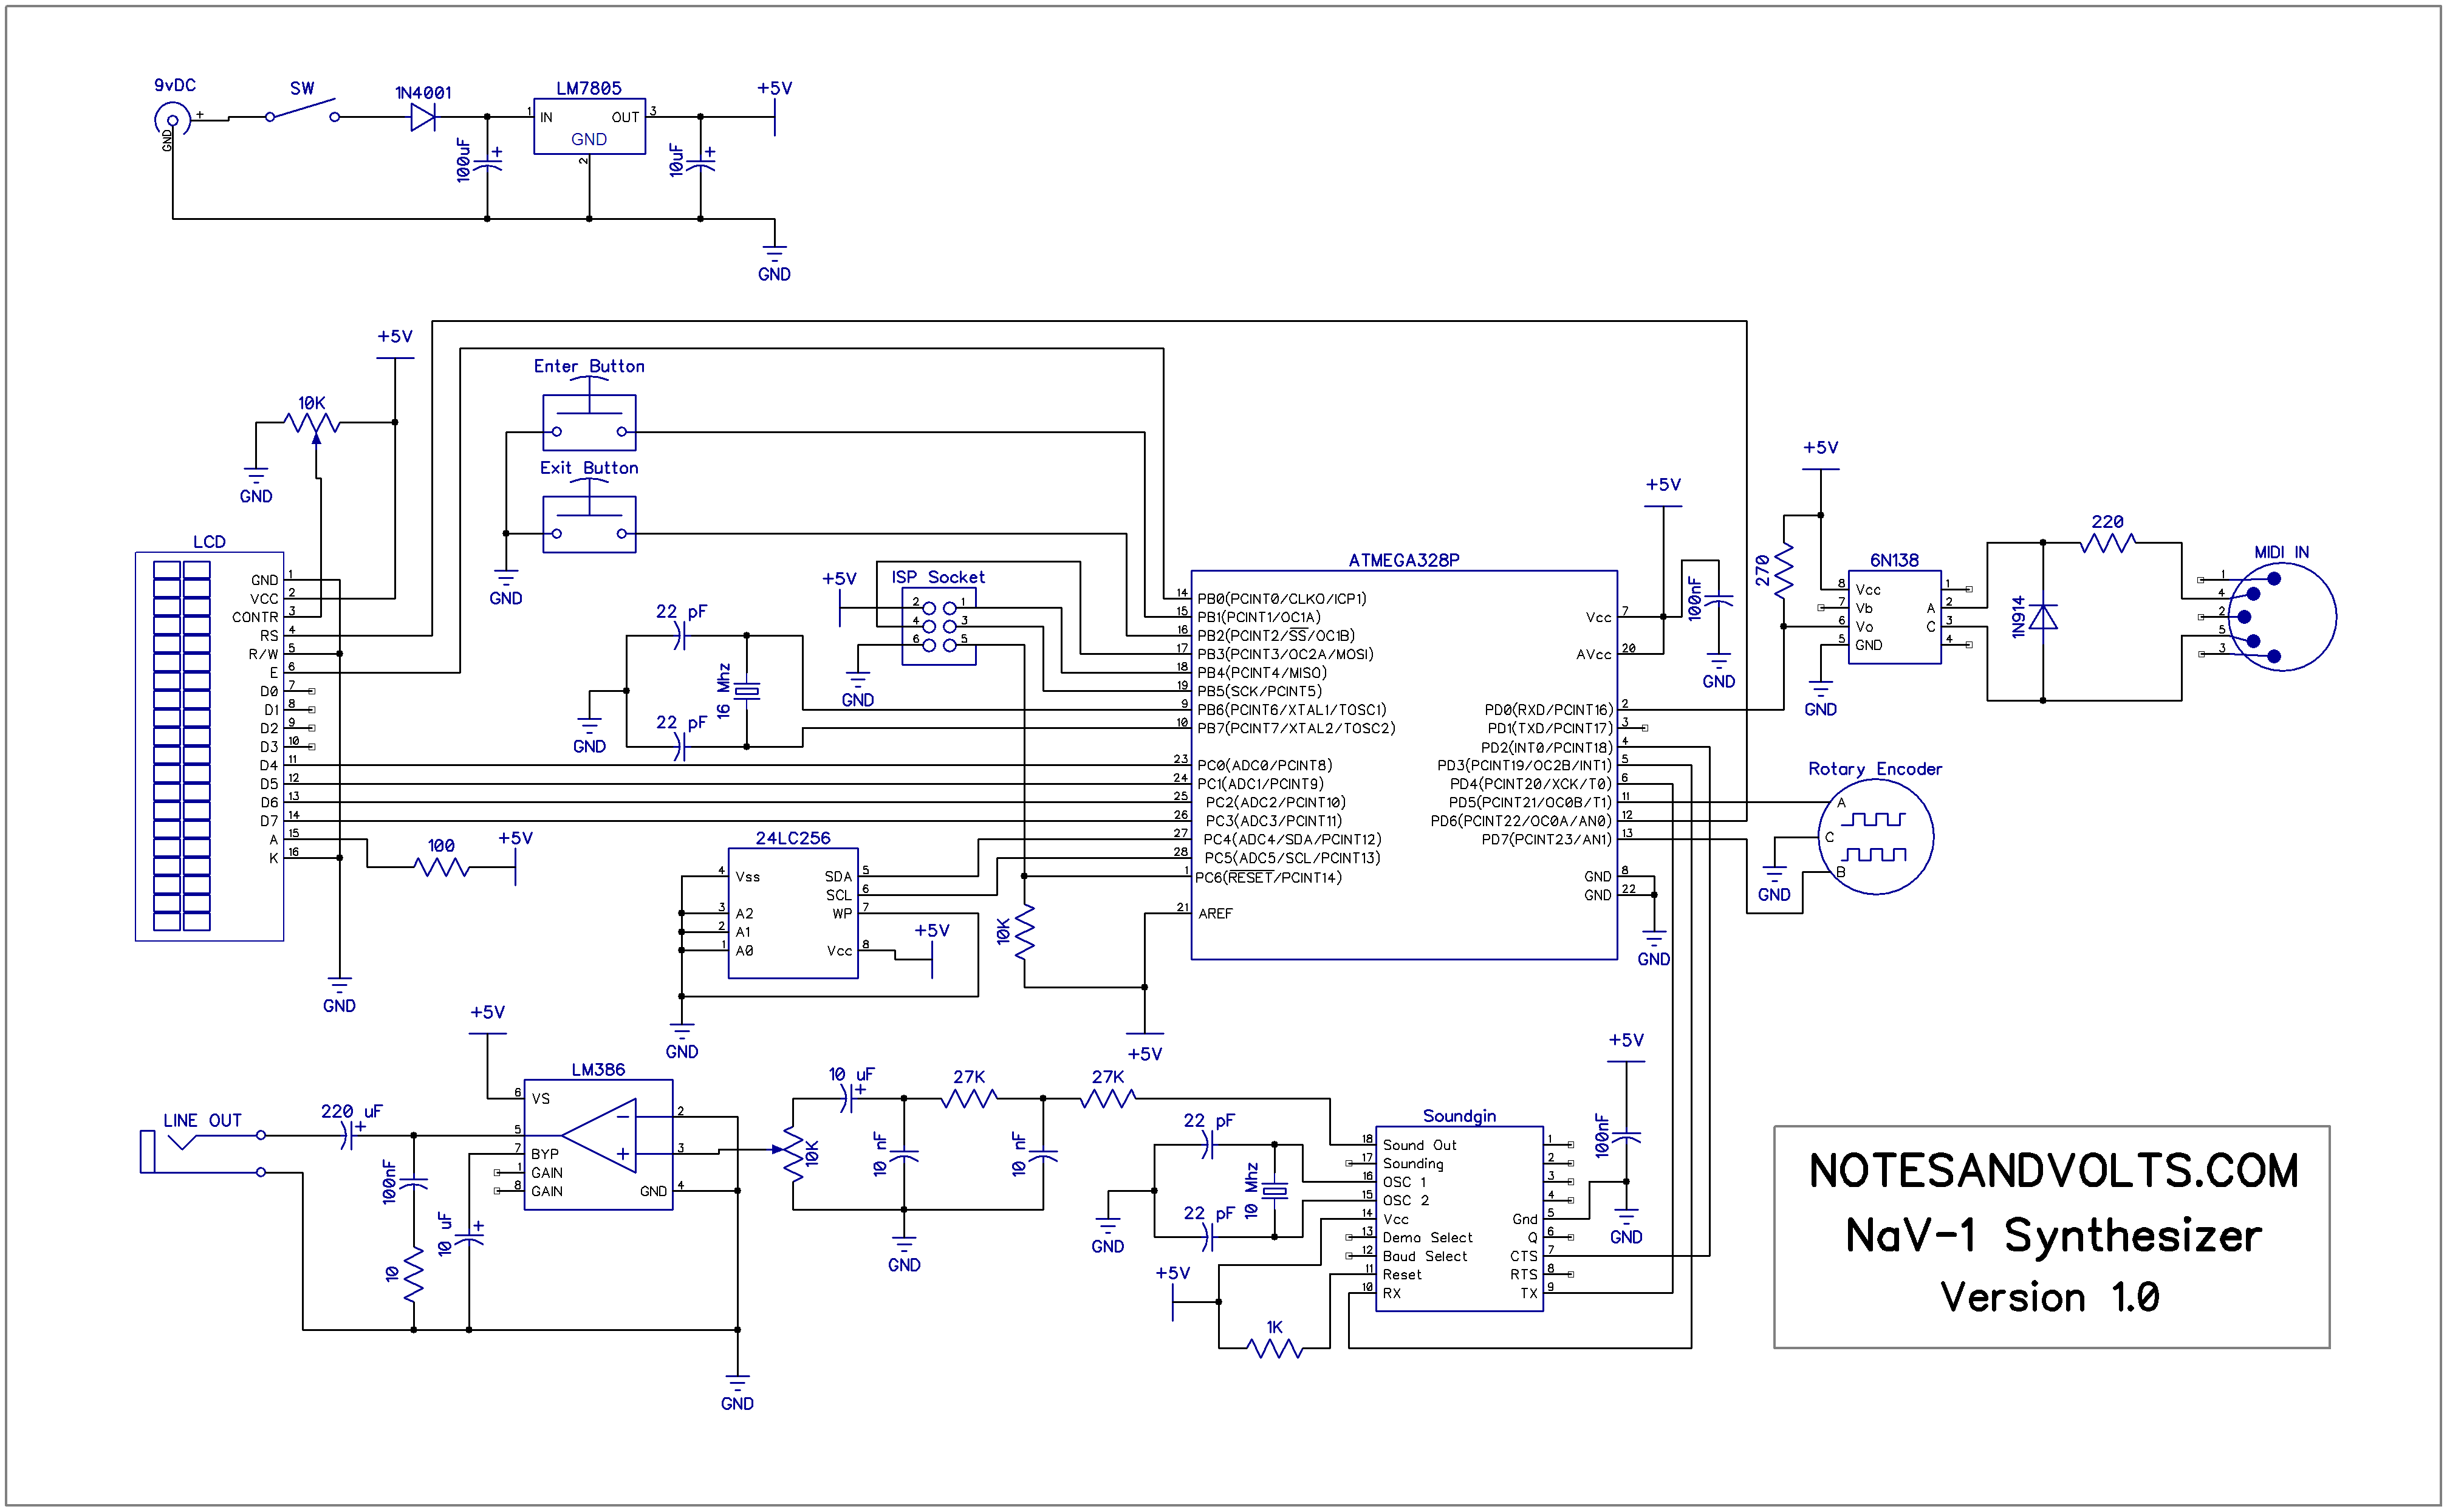 9vDC
SW
1N4001
LM7805
+5V
+
GND
1
IN
OUT
3
GND
2
100uF
+
10uF
+
GND
+5V
10K
GND
Enter Button
Exit Button
GND
LCD
GND 1
VCC 2
CONTR 3
RS 4
R/W 5
E 6
D0 7
D1 8
D2 9
D3 10
D4 11
D5 12
D6 13
D7 14
A 15
K 16
GND
100
+5V
22 pF
16 Mhz
22 pF
GND
+5V
ISP Socket
2 1
4 3
6 5
GND
ATMEGA328P
14 PB0(PCINT0/CLKO/ICP1)
15 PB1(PCINT1/OC1A)
16 PB2(PCINT2/SS/OC1B)
17 PB3(PCINT3/OC2A/MOSI)
18 PB4(PCINT4/MISO)
19 PB5(SCK/PCINT5)
9 PB6(PCINT6/XTAL1/TOSC1)
10 PB7(PCINT7/XTAL2/TOSC2)
23 PC0(ADC0/PCINT8)
24 PC1(ADC1/PCINT9)
25 PC2(ADC2/PCINT10)
26 PC3(ADC3/PCINT11)
27 PC4(ADC4/SDA/PCINT12)
28 PC5(ADC5/SCL/PCINT13)
1 PC6(RESET/PCINT14)
21 AREF
Vcc 7
AVcc 20
PD0(RXD/PCINT16) 2
PD1(TXD/PCINT17) 3
PD2(INT0/PCINT18) 4
PD3(PCINT19/OC2B/INT1) 5
PD4(PCINT20/XCK/T0) 6
PD5(PCINT21/OC0B/T1) 11
PD6(PCINT22/OC0A/AN0) 12
PD7(PCINT23/AN1) 13
GND 8
GND 22
GND
+5V
100nF
GND
+5V
270
6N138
8 Vcc 1
7 Vb A 2
6 Vo C 3
5 GND 4
GND
1N914
220
MIDI IN
1
4
2
5
3
Rotary Encoder
A
C
B
GND
24LC256
4 Vss SDA 5
SCL 6
3 A2 WP 7
2 A1
1 A0 Vcc 8
+5V
GND
10K
+5V
+5V
LM386
6 VS
5
7 BYP
1 GAIN
8 GAIN
− 2
+ 3
GND 4
LINE OUT
220 uF
+
100nF
10
10 uF
+
GND
10 uF
+
10K
10 nF
27K
10 nF
27K
GND
22 pF
10 Mhz
22 pF
GND
+5V
1K
Soundgin
18 Sound Out 1
17 Sounding 2
16 OSC 1 3
15 OSC 2 4
14 Vcc Gnd 5
13 Demo Select Q 6
12 Baud Select CTS 7
11 Reset RTS 8
10 RX TX 9
+5V
100nF
GND
NOTESANDVOLTS.COM
NaV-1 Synthesizer
Version 1.0